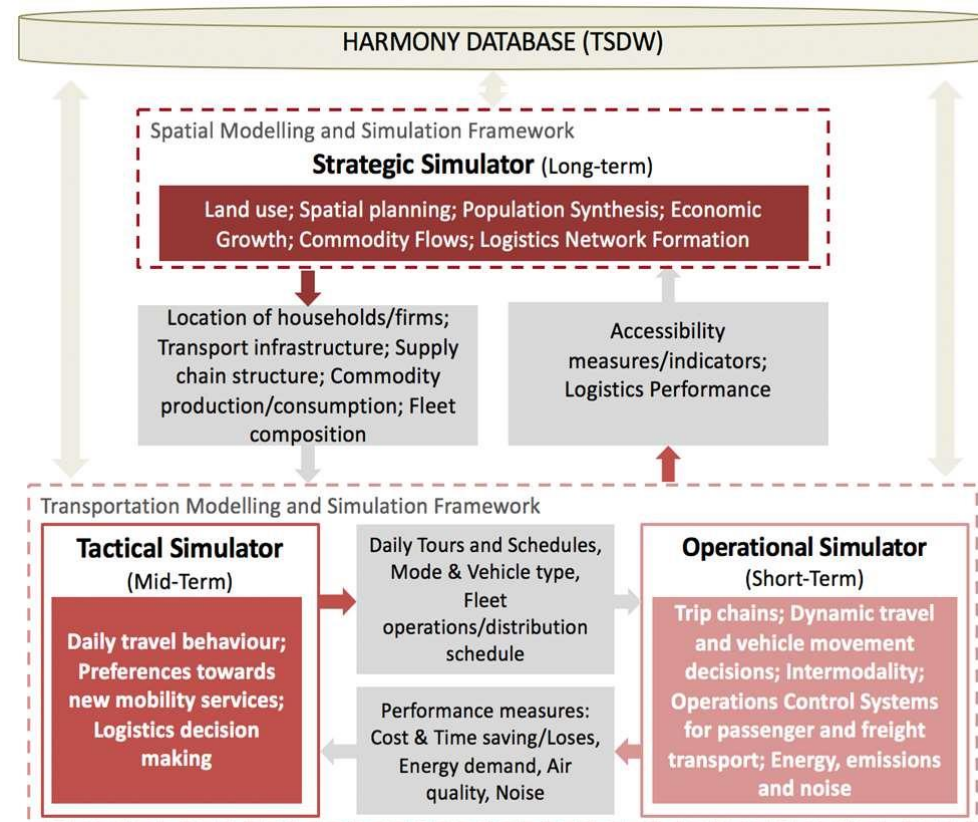 HARMONY DATABASE (TSDW)
Spatial Modelling and Simulation Framework
Strategic Simulator (Long-term)
Land use; Spatial planning; Population Synthesis; Economic
Growth; Commodity Flows; Logistics Network Formation
Location of households/firms;
Transport infrastructure; Supply
chain structure; Commodity
production/consumption; Fleet
composition
Accessibility
measures/indicators;
Logistics Performance
Transportation Modelling and Simulation Framework
Tactical Simulator
(Mid-Term)
Daily travel behaviour;
Preferences towards
new mobility services;
Logistics decision
making
Daily Tours and Schedules,
Mode & Vehicle type,
Fleet
operations/distribution
schedule
Performance measures:
Cost & Time saving/Loses,
Energy demand, Air
quality, Noise
Operational Simulator
(Short-Term)
Trip chains; Dynamic travel
and vehicle movement
decisions; Intermodality;
Operations Control Systems
for passenger and freight
transport; Energy, emissions
and noise